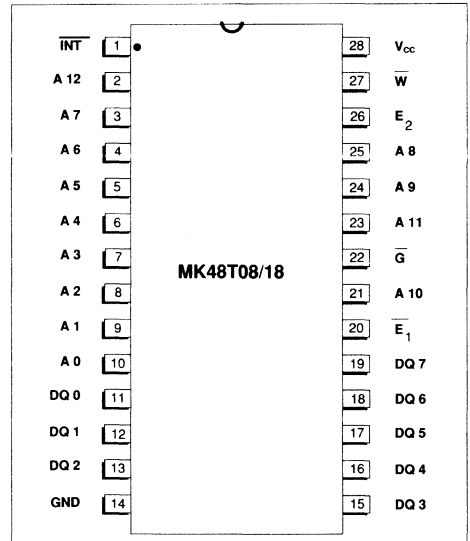 I̅N̅T̅ 1 28 Vcc
A 12 2 27 W̅
A 7 3 26 E2
A 6 4 25 A 8
A 5 5 24 A 9
A 4 6 23 A 11
A 3 7 22 G̅
MK48T08/18
A 2 8 21 A 10
A 1 9 20 E̅1
A 0 10 19 DQ 7
DQ 0 11 18 DQ 6
DQ 1 12 17 DQ 5
DQ 2 13 16 DQ 4
GND 14 15 DQ 3